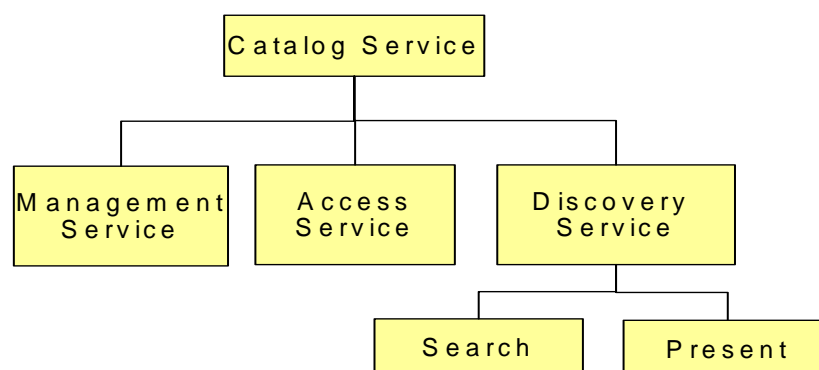 Catalog Service
Management
Service
Access
Service
Discovery
Service
Search
Present